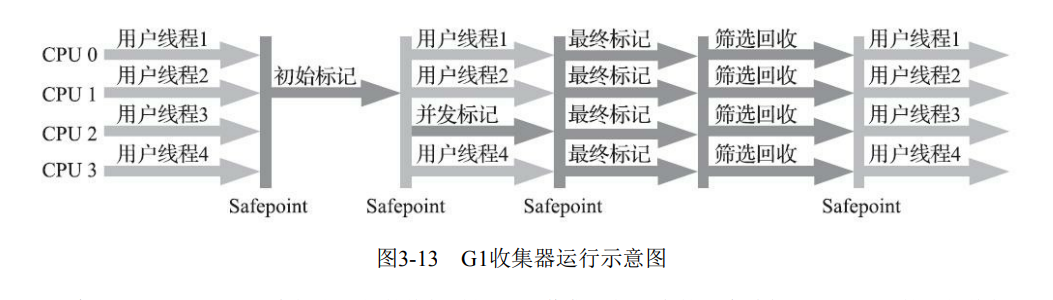 CPU 0 用户线程1 用户线程1 最终标记 筛选回收 用户线程1
初始标记
CPU 1 用户线程2 用户线程2 最终标记 筛选回收 用户线程2
CPU 2 用户线程3 并发标记 最终标记 筛选回收 用户线程3
CPU 3 用户线程4 用户线程4 最终标记 筛选回收 用户线程4
Safepoint Safepoint Safepoint Safepoint
图3-13 G1收集器运行示意图